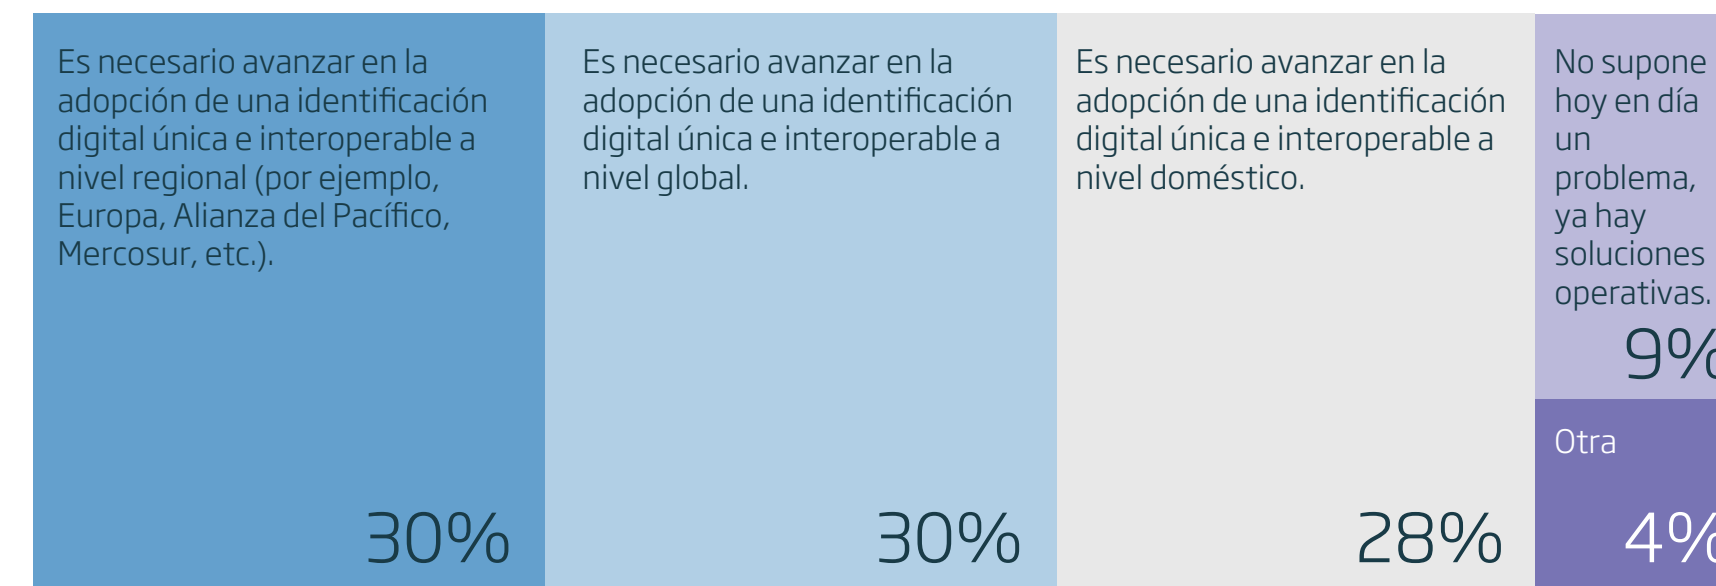 Es necesario avanzar en la
adopción de una identificación
digital única e interoperable a
nivel regional (por ejemplo,
Europa, Alianza del Pacífico,
Mercosur, etc.).
30%
Es necesario avanzar en la
adopción de una identificación
digital única e interoperable a
nivel global.
30%
Es necesario avanzar en la
adopción de una identificación
digital única e interoperable a
nivel doméstico.
28%
No supone
hoy en día
un
problema,
ya hay
soluciones
operativas.
9%
Otra
4%